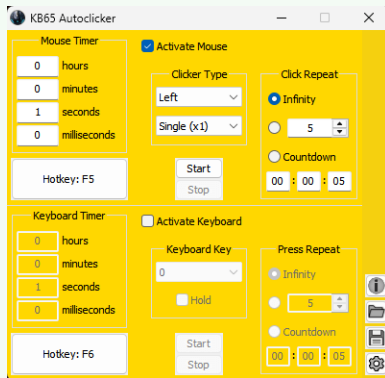 KB65 Autoclicker
Mouse Timer
0 hours
0 minutes
1 seconds
0 milliseconds
Hotkey: F5
Activate Mouse
Clicker Type
Left
Single (x1)
Start
Stop
Click Repeat
Infinity
5
Countdown
00 : 00 : 05
Keyboard Timer
0 hours
0 minutes
1 seconds
0 milliseconds
Hotkey: F6
Activate Keyboard
Keyboard Key
0
Hold
Start
Stop
Press Repeat
Infinity
5
Countdown
00 : 00 : 05